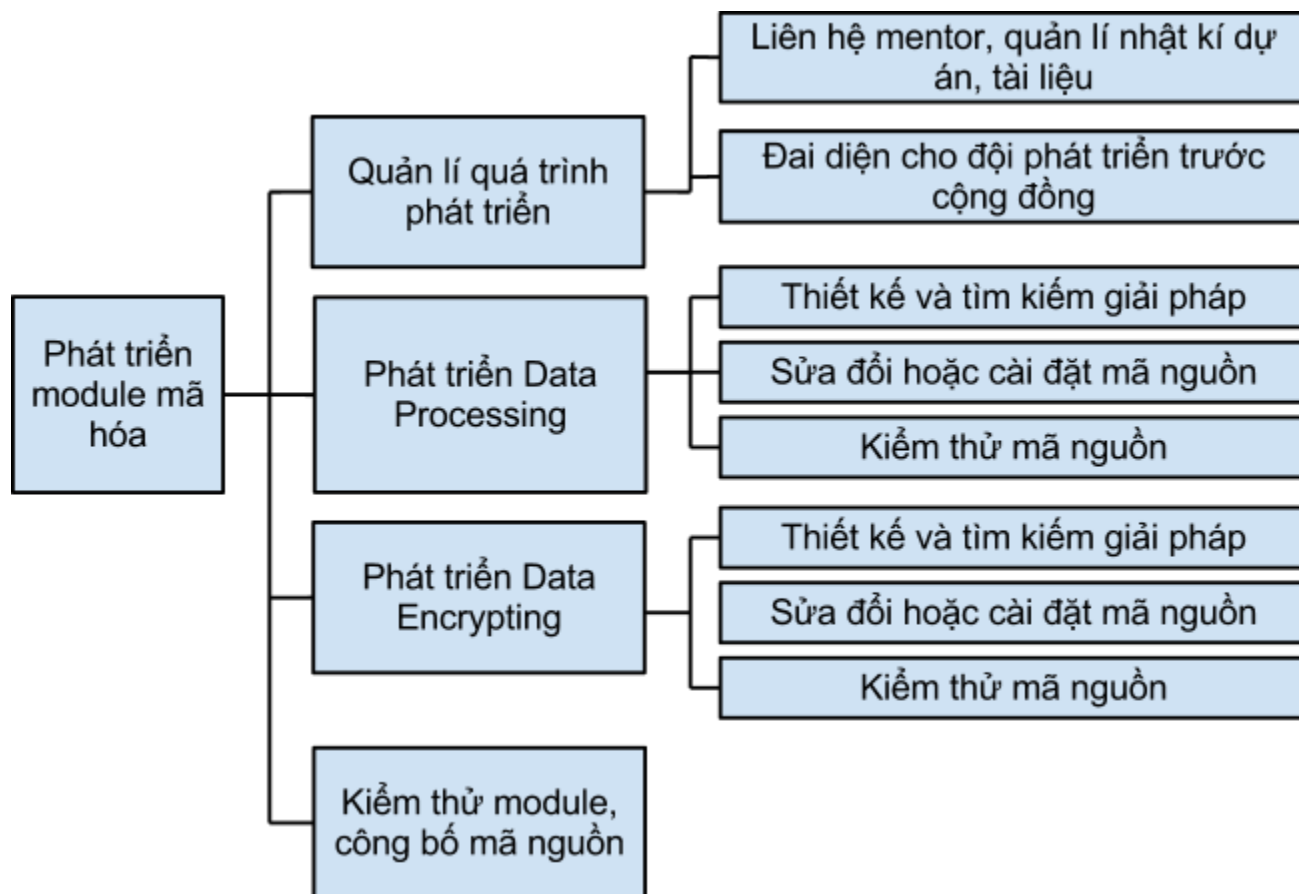 Phát triển
module mã
hóa
Quản lí quá trình
phát triển
Liên hệ mentor, quản lí nhật kí dự
án, tài liệu
Đai diện cho đội phát triển trước
cộng đồng
Phát triển Data
Processing
Thiết kế và tìm kiếm giải pháp
Sửa đổi hoặc cài đặt mã nguồn
Kiểm thử mã nguồn
Phát triển Data
Encrypting
Thiết kế và tìm kiếm giải pháp
Sửa đổi hoặc cài đặt mã nguồn
Kiểm thử mã nguồn
Kiểm thử module,
công bố mã nguồn